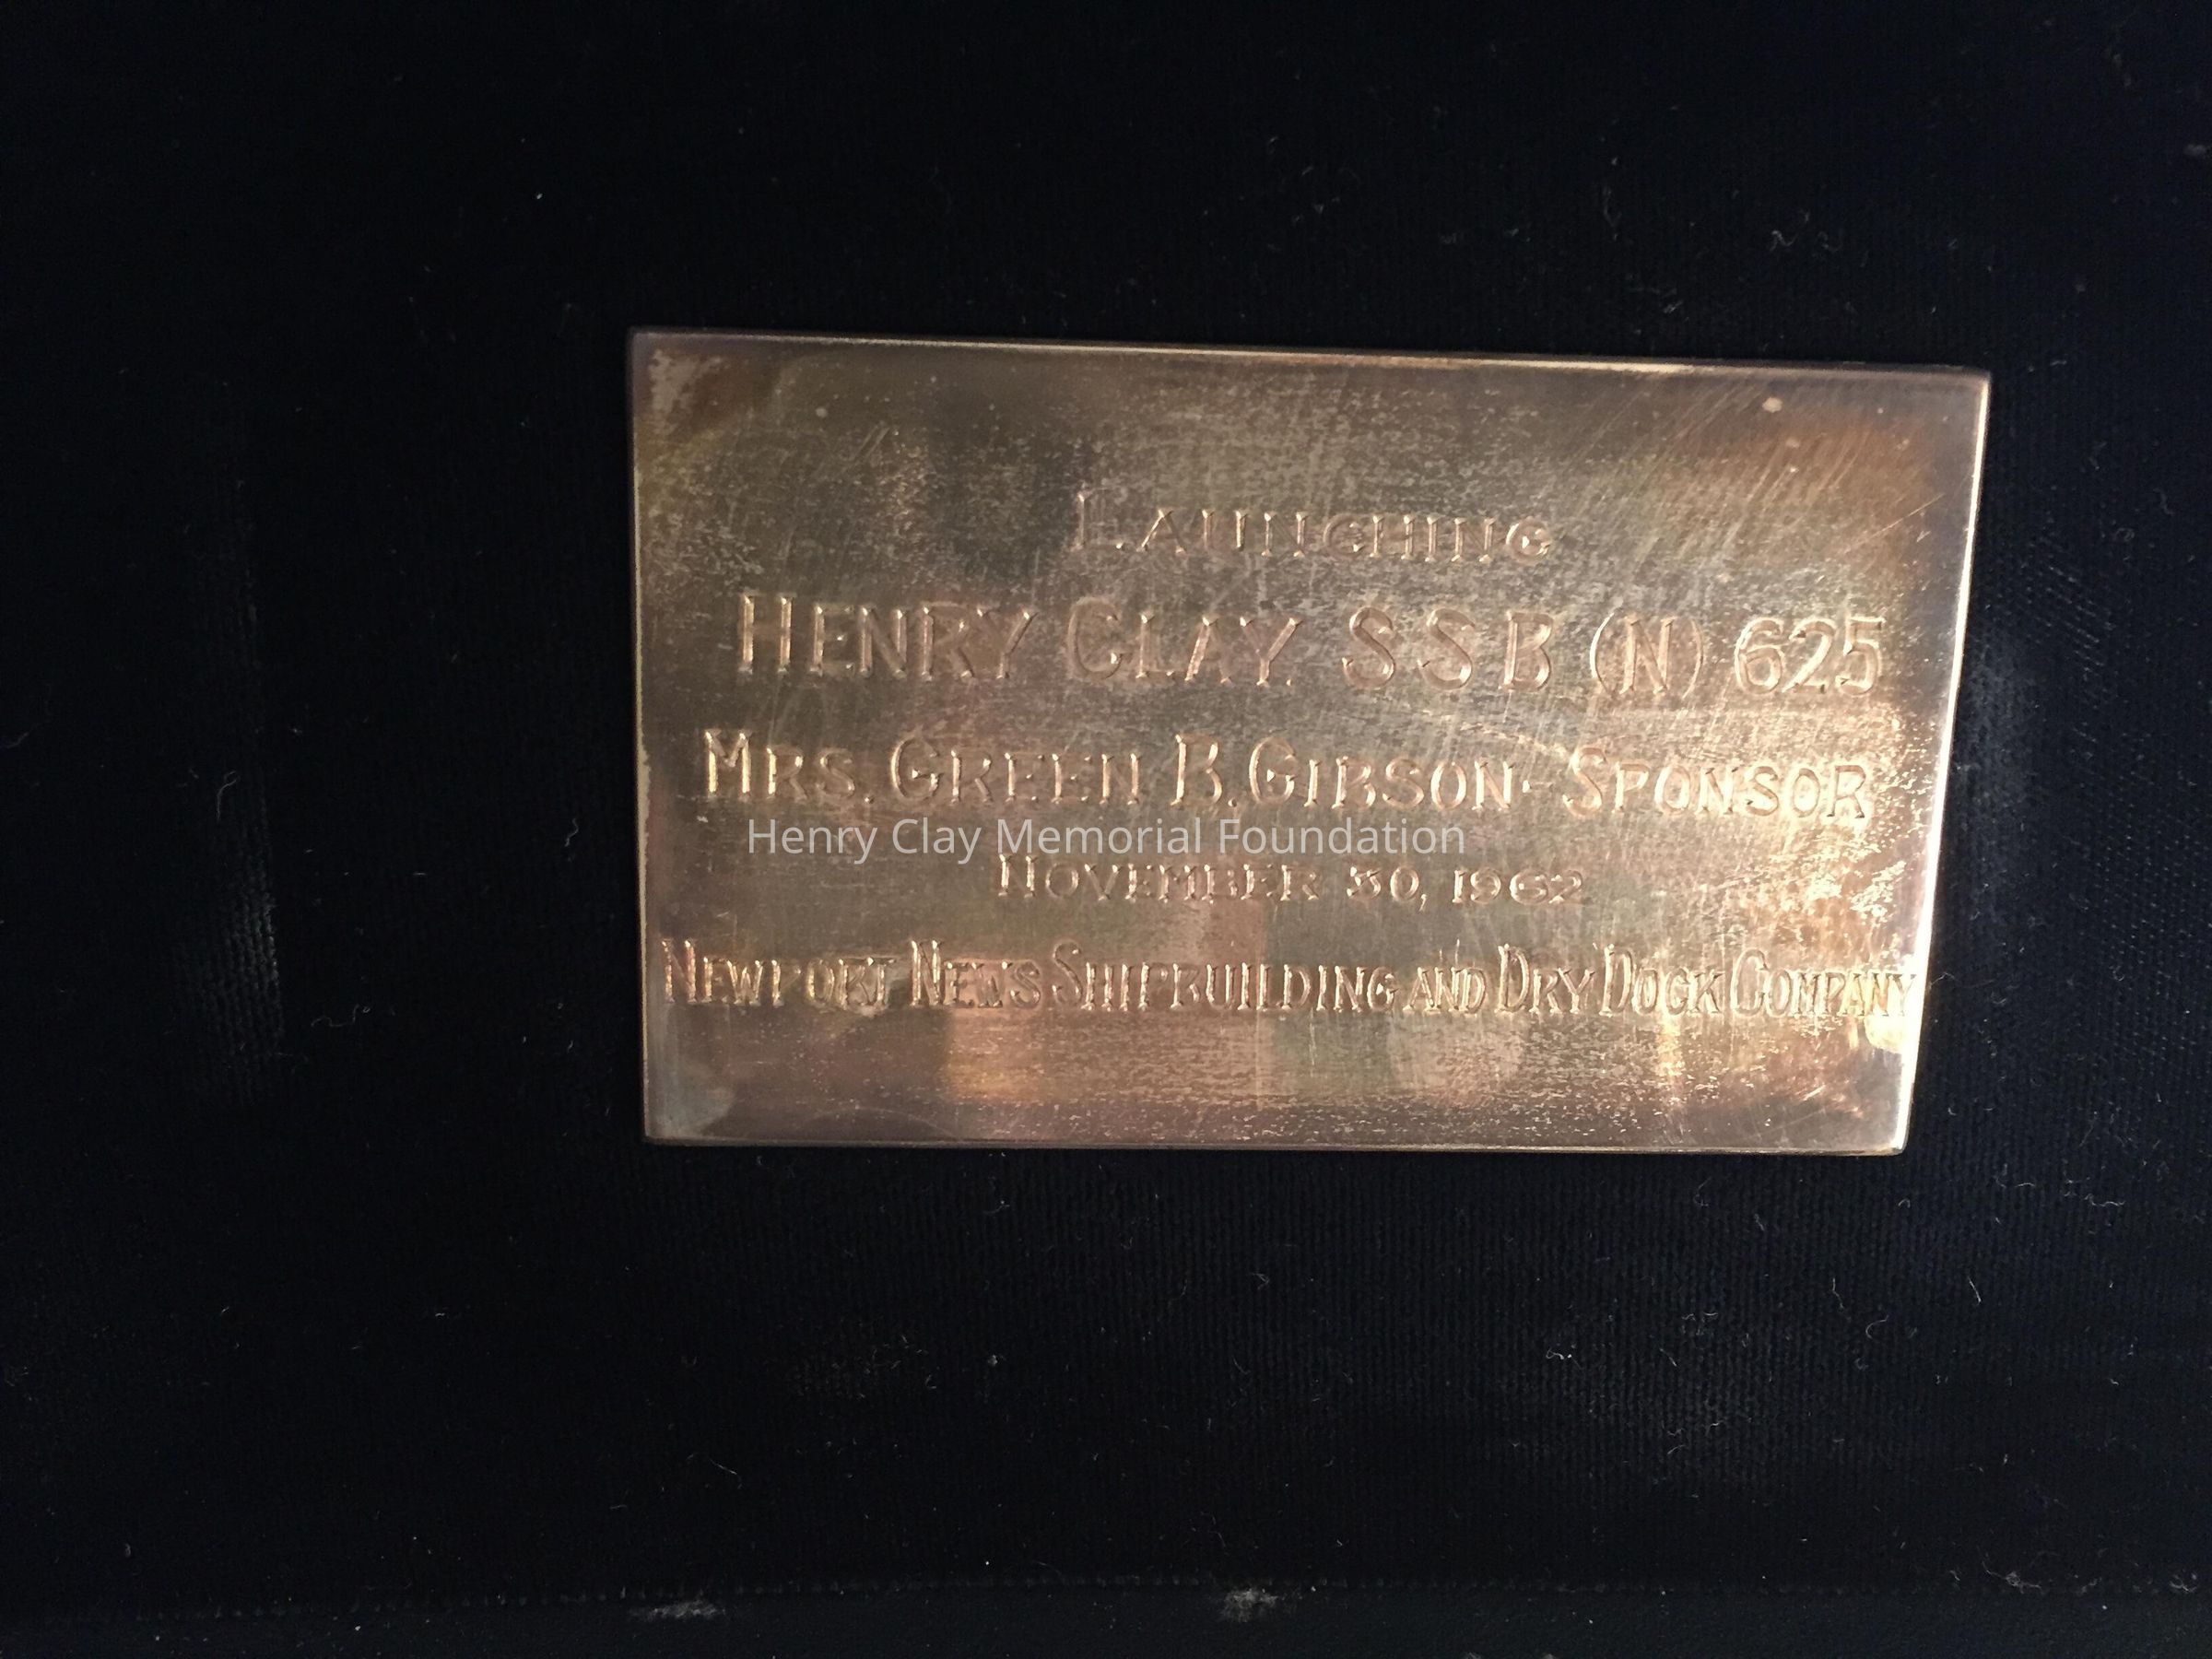 LAUNCHING
HENRY CLAY. SSB (N) 625
MRS. GREEN B. GIBSON - SPONSOR
Henry Clay Memorial Foundation
NOVEMBER 30, 1962
NEWPORT NEWS SHIPBUILDING AND DRY DOCK COMPANY